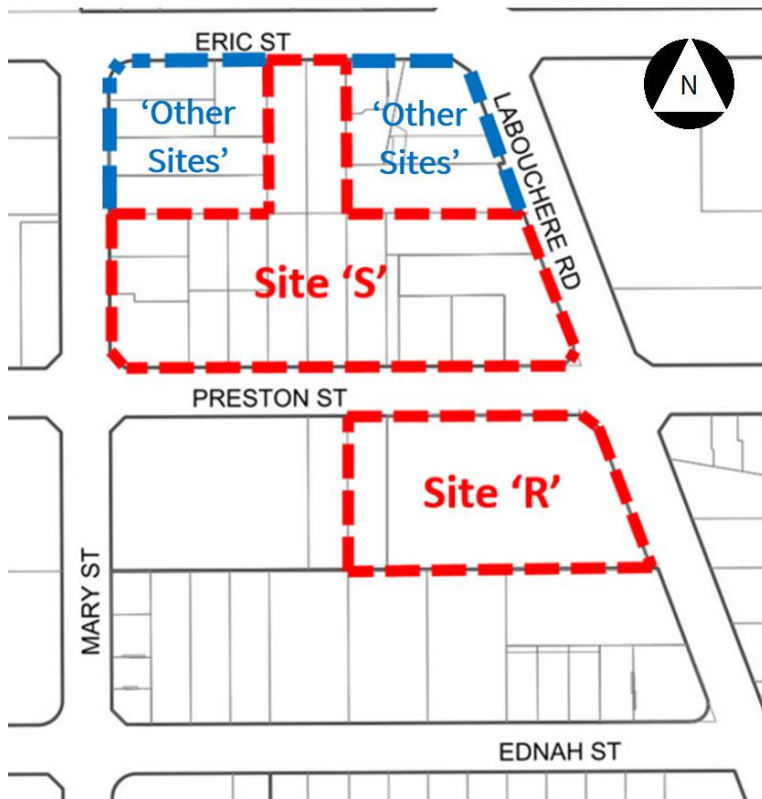 ERIC ST
N
'Other
Sites'
'Other
Sites'
LABOUCHERE RD
Site 'S'
PRESTON ST
Site 'R'
MARY ST
EDNAH ST